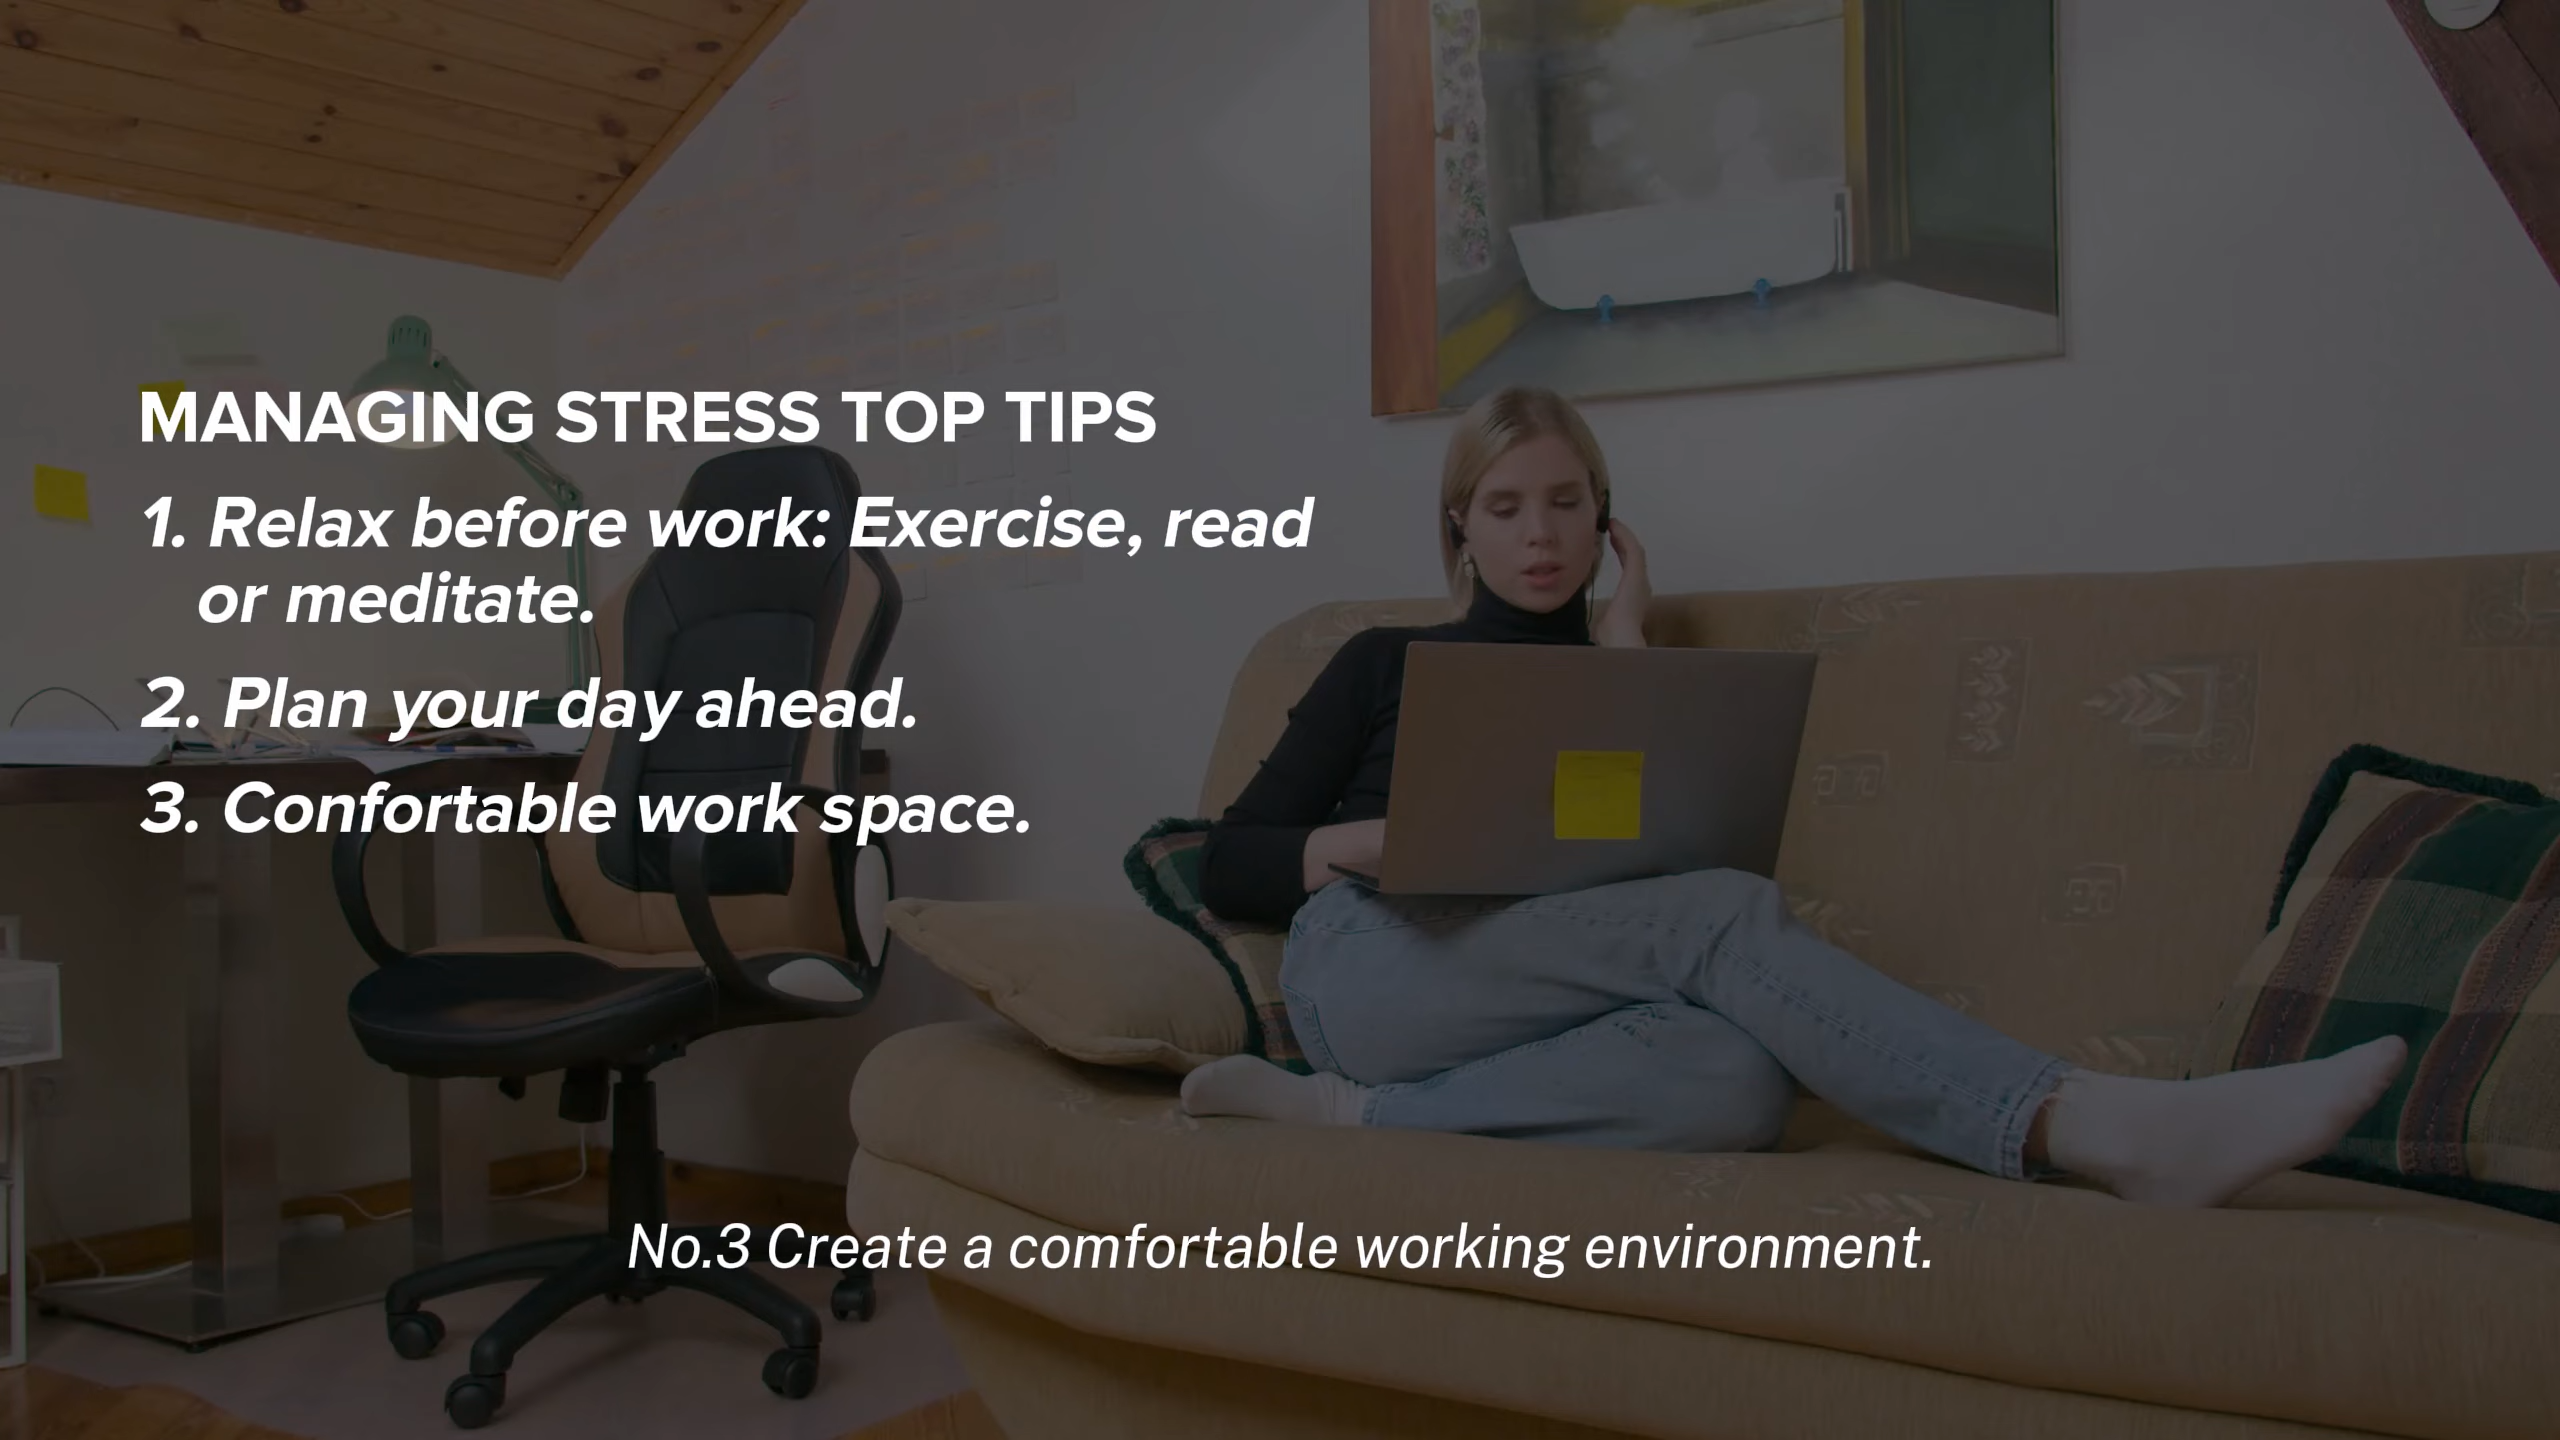 MANAGING STRESS TOP TIPS
1. Relax before work: Exercise, read
or meditate.
2. Plan your day ahead.
3. Confortable work space.
No.3 Create a comfortable working environment.